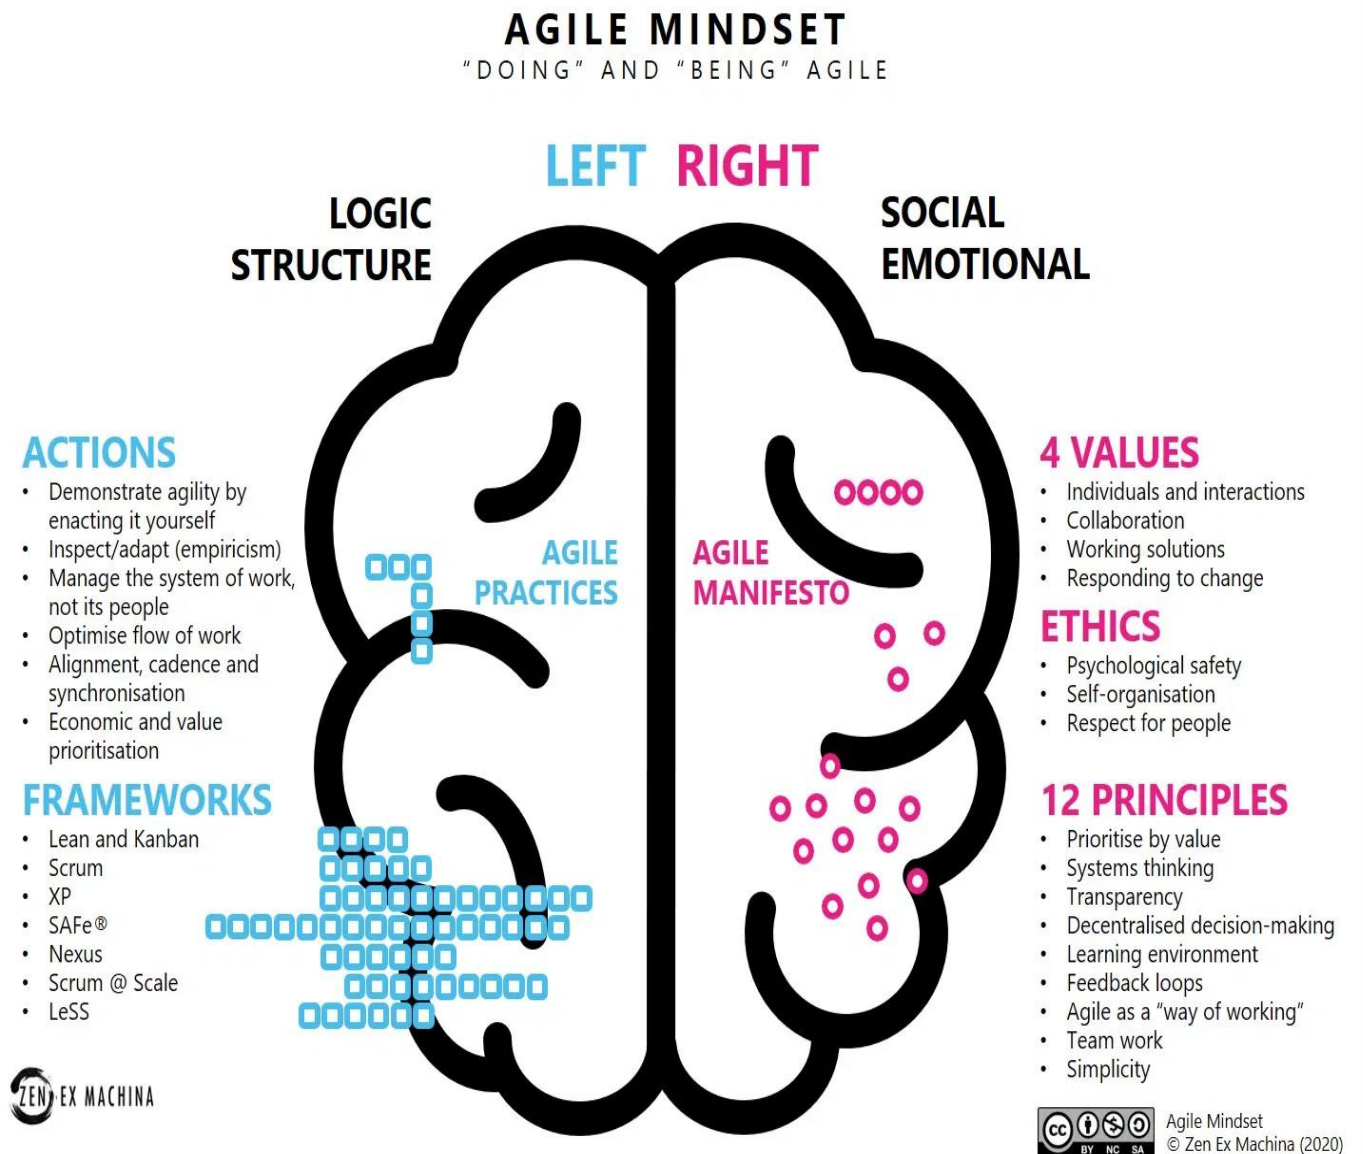 AGILE MINDSET
"DOING" AND "BEING" AGILE
LEFT RIGHT
LOGIC
STRUCTURE
SOCIAL
EMOTIONAL
AGILE
PRACTICES
AGILE
MANIFESTO
ACTIONS
• Demonstrate agility by
enacting it yourself
• Inspect/adapt (empiricism)
• Manage the system of work,
not its people
• Optimise flow of work
• Alignment, cadence and
synchronisation
• Economic and value
prioritisation
FRAMEWORKS
• Lean and Kanban
• Scrum
• XP
• SAFe®
• Nexus
• Scrum @ Scale
• LeSS
ZEN EX MACHINA
4 VALUES
• Individuals and interactions
• Collaboration
• Working solutions
• Responding to change
ETHICS
• Psychological safety
• Self-organisation
• Respect for people
12 PRINCIPLES
• Prioritise by value
• Systems thinking
• Transparency
• Decentralised decision-making
• Learning environment
• Feedback loops
• Agile as a "way of working"
• Team work
• Simplicity
cc
BY NC SA
Agile Mindset
© Zen Ex Machina (2020)